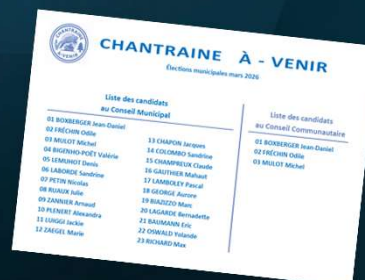 CHANTRAINE À - VENIR
Élections municipales mars 2026
Liste des candidats
au Conseil Municipal
01 BOXBERGER Jean-Daniel
02 FRÉCHIN Odile
03 MULOT Michel
04 BIGENHO-POËT Valérie
05 LEMUHOT Denis
06 LABORDE Sandrine
07 PETIN Nicolas
08 RUAUX Julie
09 ZANNIER Arnaud
10 PLENERT Alexandra
11 LUIGGI Jackie
12 ZAEGEL Marie
13 CHAPON Jacques
14 COLOMBO Sandrine
15 CHAMPREUX Claude
16 GAUTHIER Mahaut
17 LAMBOLEY Pascal
18 GEORGE Aurore
19 BIAZIZZO Marc
20 LAGARDE Bernadette
21 BAUMANN Eric
22 OSWALD Yolande
23 RICHARD Max
Liste des candidats
au Conseil Communautaire
01 BOXBERGER Jean-Daniel
02 FRÉCHIN Odile
03 MULOT Michel